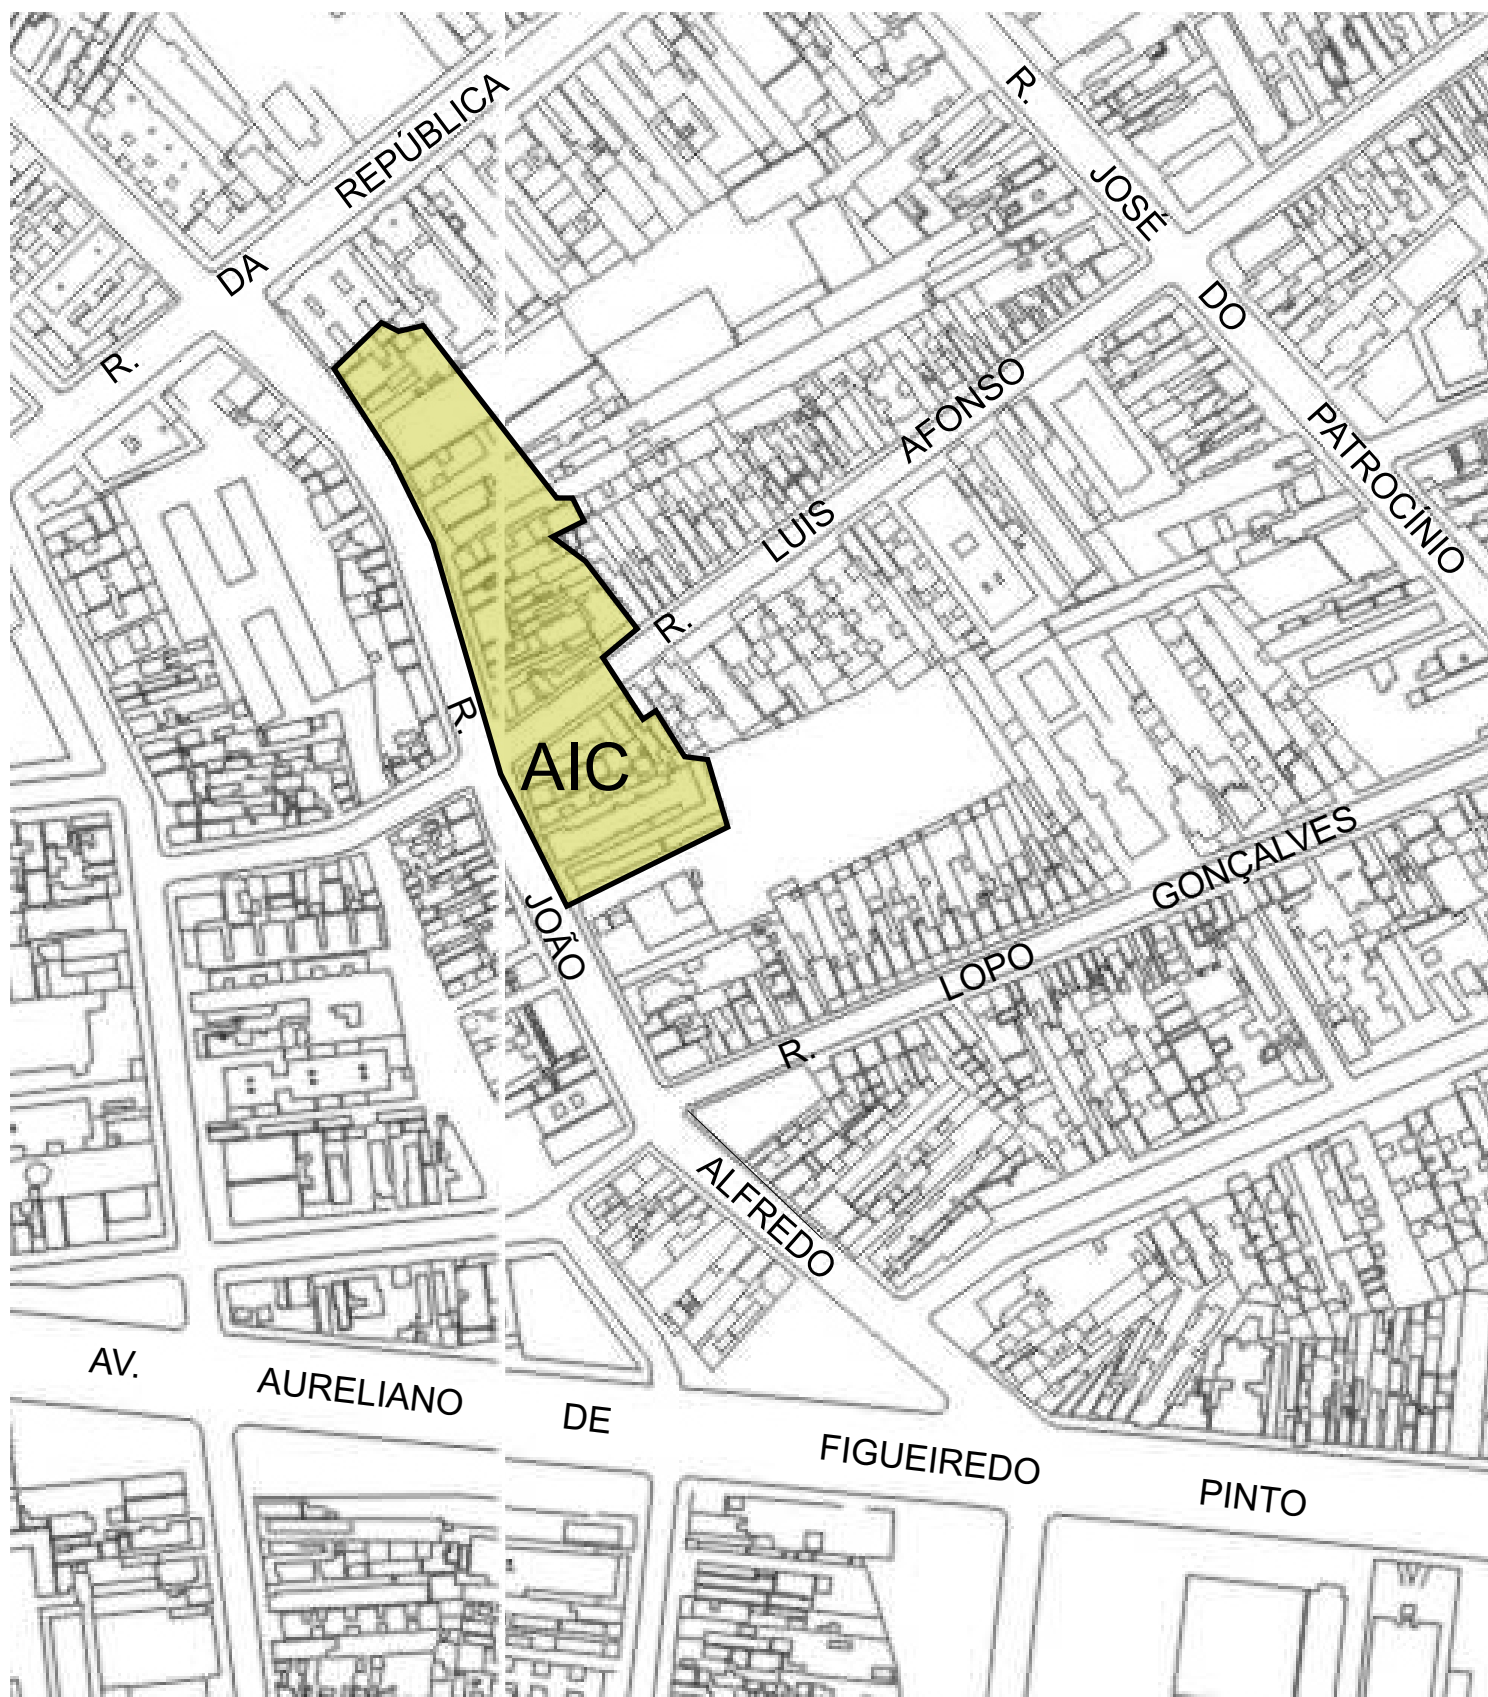 R. DA REPÚBLICA
R. JOSÉ DO PATROCÍNIO
R. LUIS AFONSO
AIC
R. JOÃO ALFREDO
R. LOPO GONÇALVES
AV. AURELIANO DE FIGUEIREDO PINTO